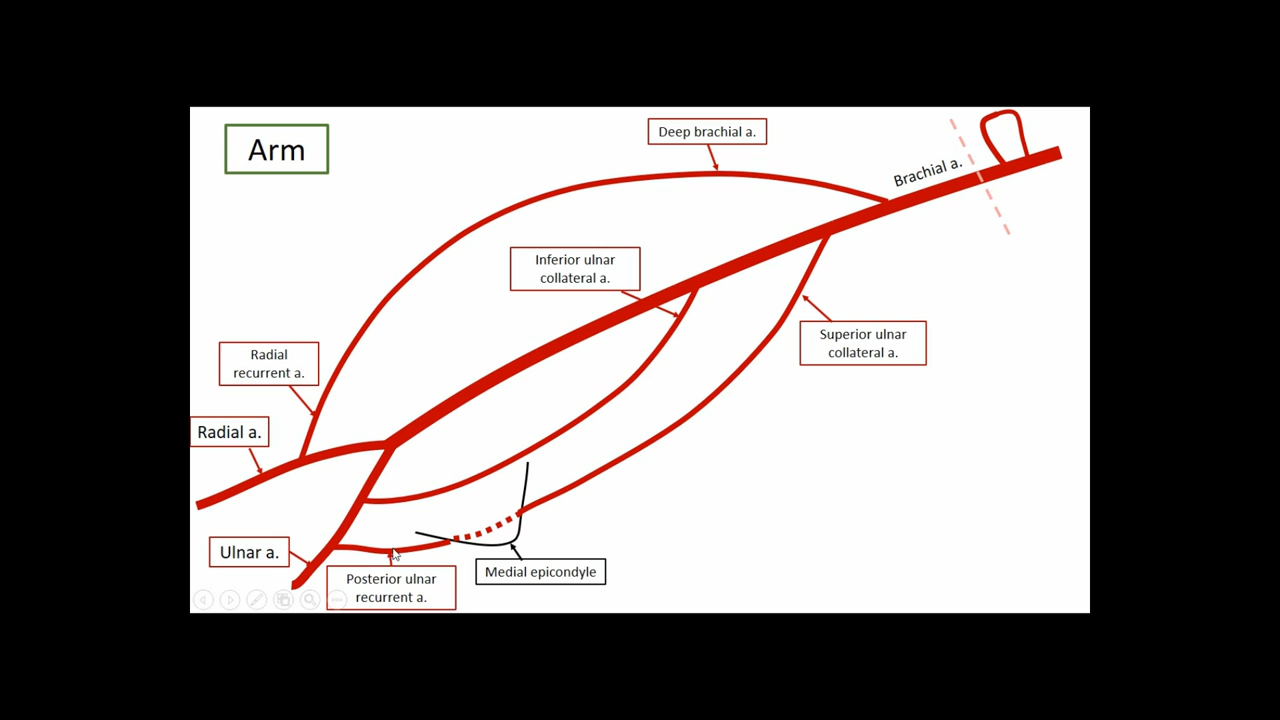 Arm
Deep brachial a.
Brachial a.
Inferior ulnar
collateral a.
Superior ulnar
collateral a.
Radial
recurrent a.
Radial a.
Ulnar a.
Posterior ulnar
recurrent a.
Medial epicondyle